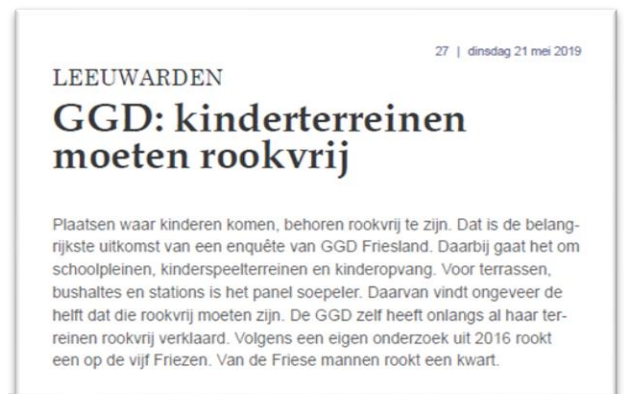 27 | dinsdag 21 mei 2019
LEEUWARDEN
GGD: kinderterreinen
moeten rookvrij
Plaatsen waar kinderen komen, behoren rookvrij te zijn. Dat is de belang-
rijkste uitkomst van een enquête van GGD Friesland. Daarbij gaat het om
schoolpleinen, kinderspeelterreinen en kinderopvang. Voor terrassen,
bushaltes en stations is het panel soepeler. Daarvan vindt ongeveer de
helft dat die rookvrij moeten zijn. De GGD zelf heeft onlangs al haar ter-
reinen rookvrij verklaard. Volgens een eigen onderzoek uit 2016 rookt
een op de vijf Friezen. Van de Friese mannen rookt een kwart.